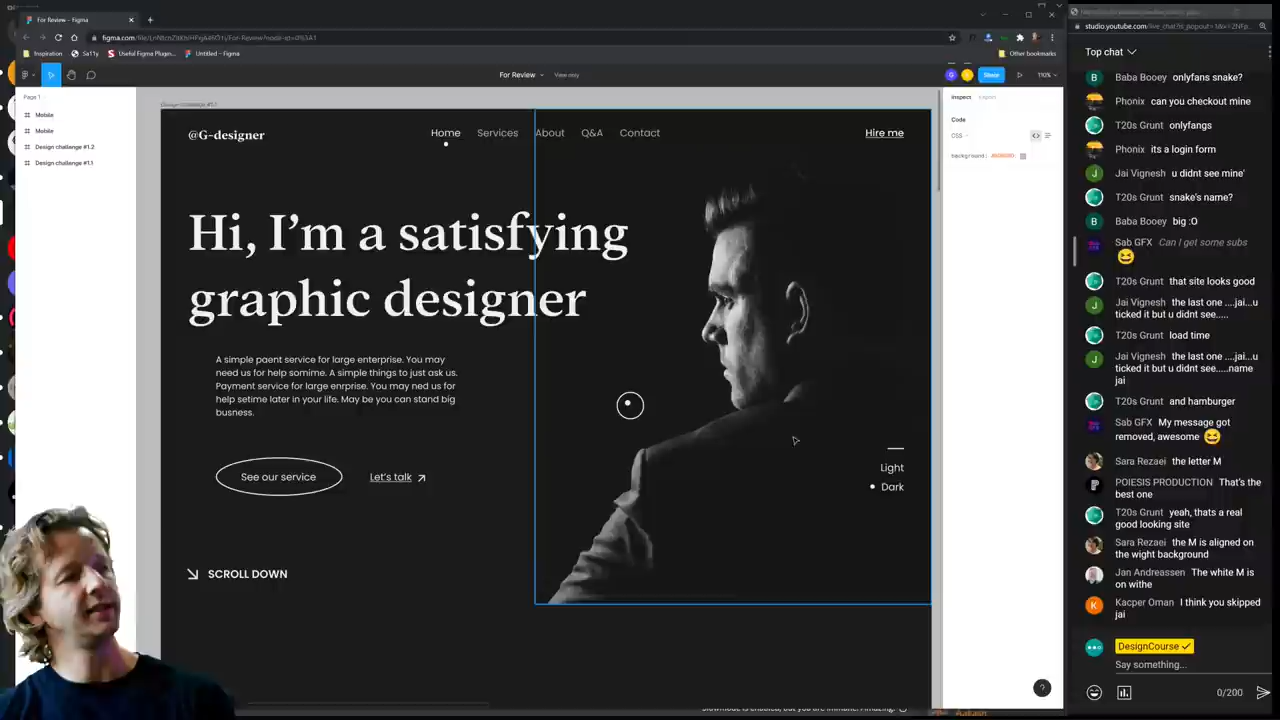 For Review - Figma
studio.youtube.com/live_chat?is_popout=1&v=ZNFp...
Inspiration
Sa11y
Useful Figma Plugin...
Untitled - Figma
Other bookmarks
For Review
View only
G
Share
110%
Top chat
Page 1
Mobile
Mobile
Design challenge #1.2
Design challenge #1.1
Inspect
Export
Code
CSS
background:
@G-designer
Home
Services
About
Q&A
Contact
Hire me
Hi, I'm a satisfying
graphic designer
A simple paent service for large enterprise. You may
need us for help somime. A simple things to just ask us.
Payment service for large enrprise. You may ned us for
help setime later in your life. May be you can stand big
busness.
See our service
Let's talk
Light
Dark
SCROLL DOWN
?
Baba Booey onlyfans snake?
Phonix can you checkout mine
T20s Grunt onlyfangs
Phonix its a login form
Jai Vignesh u didnt see mine'
T20s Grunt snake's name?
Baba Booey big :O
Sab GFX Can I get some subs
T20s Grunt that site looks good
Jai Vignesh the last one ....jai...u
ticked it but u didnt see.....
T20s Grunt load time
Jai Vignesh the last one ....jai...u
ticked it but u didnt see...name
jai
T20s Grunt and hamburger
Sab GFX My message got
removed, awesome
Sara Rezaei the letter M
POIESIS PRODUCTION That's the
best one
T20s Grunt yeah, thats a real
good looking site
Sara Rezaei the M is aligned on
the wight background
Jan Andreassen The white M is
on withe
Kacper Oman I think you skipped
jai
DesignCourse
Say something...
0/200